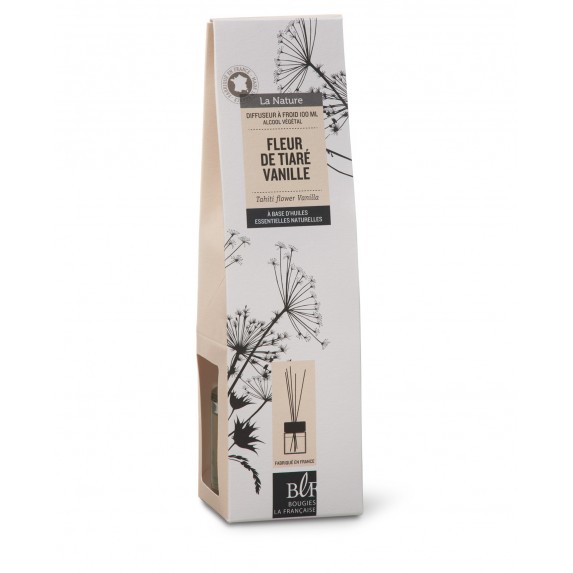 La Nature
DIFFUSEUR À FROID 100 ML
ALCOOL VÉGÉTAL
FLEUR
DE TIARÉ
VANILLE
Tahiti flower Vanilla
À BASE D'HUILES
ESSENTIELLES NATURELLES
FABRIQUÉ EN FRANCE
BLF
BOUGIES
LA FRANÇAISE